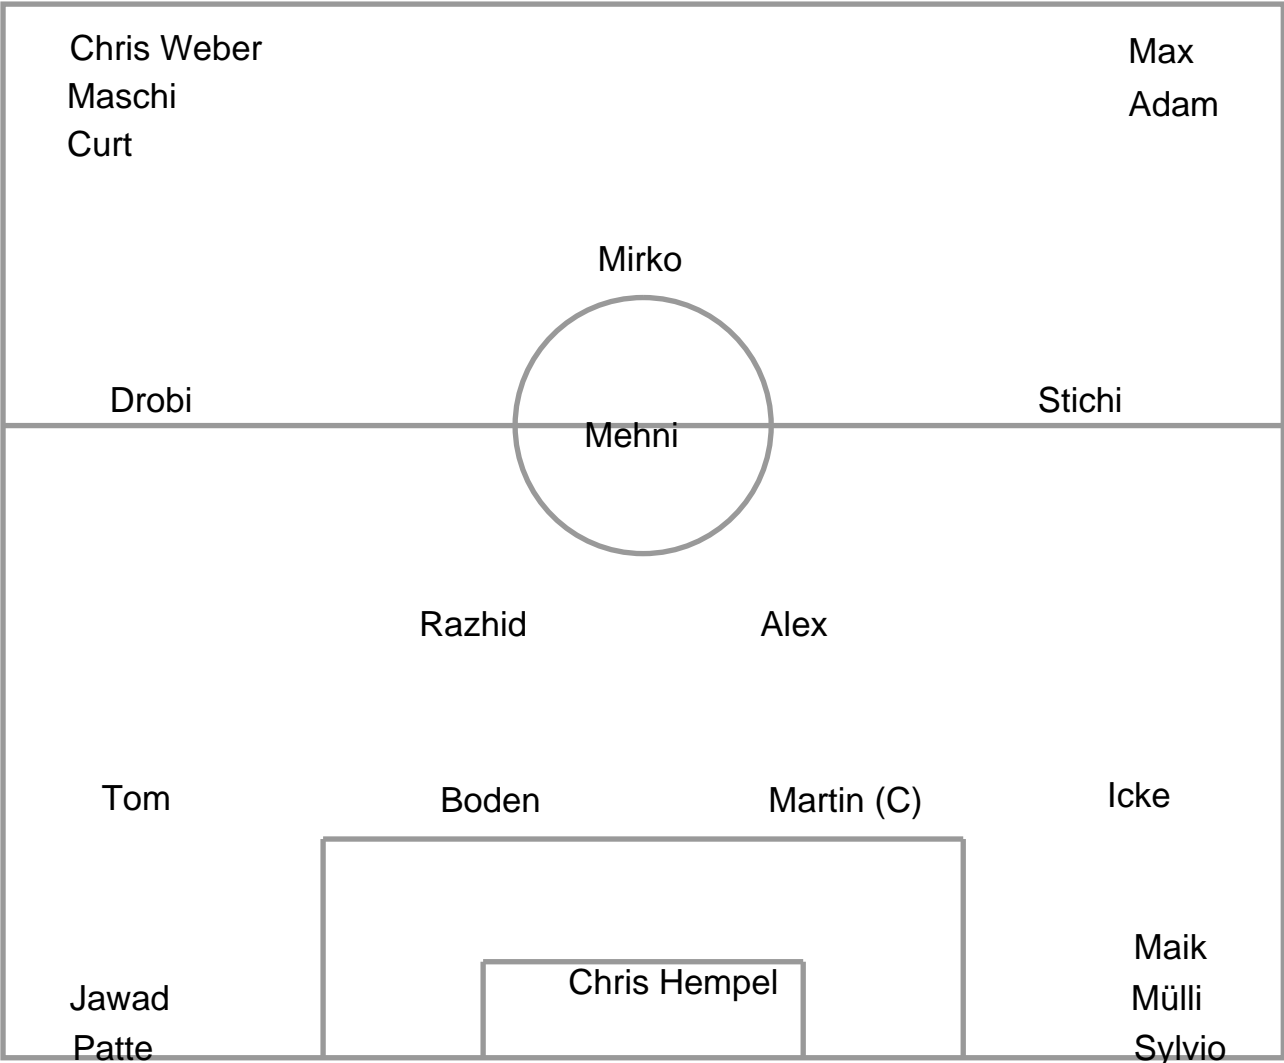 Chris Weber
Max
Maschi
Adam
Curt
Mirko
Drobi
Stichi
Mehni
Razhid
Alex
Tom
Boden
Martin (C)
Icke
Maik
Chris Hempel
Jawad
Mülli
Patte
Sylvio